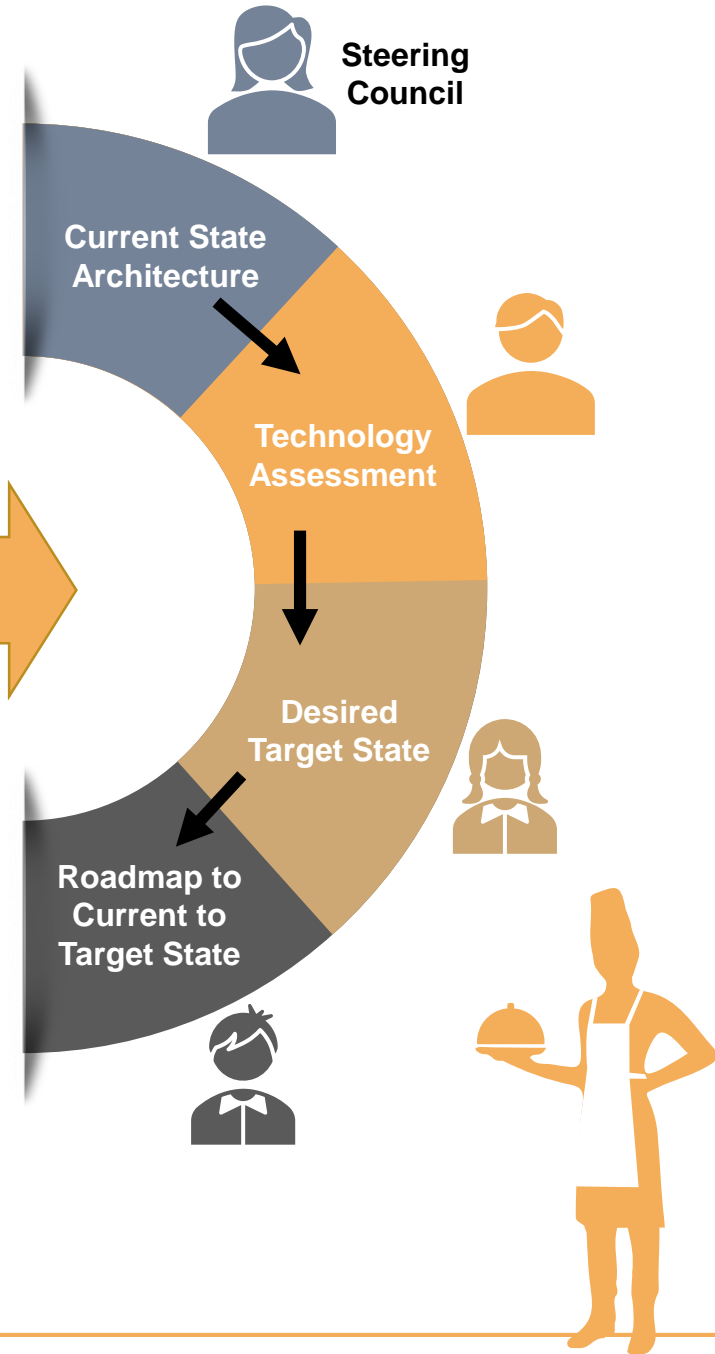 Steering
Council
Current State
Architecture
Technology
Assessment
Desired
Target State
Roadmap to
Current to
Target State